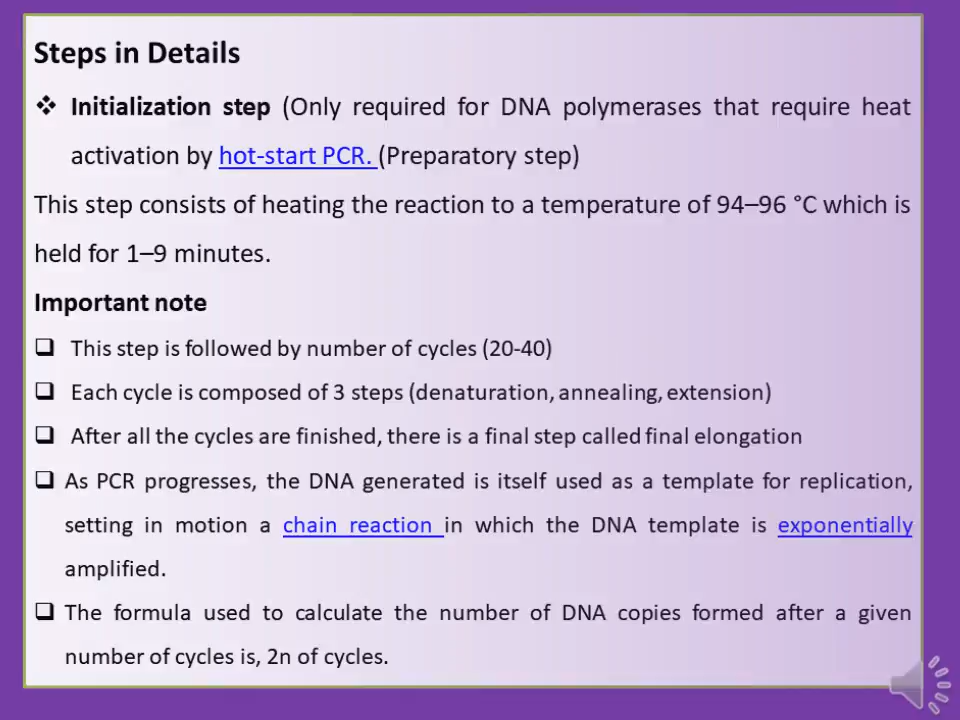 Steps in Details
❖ Initialization step (Only required for DNA polymerases that require heat
activation by hot-start PCR. (Preparatory step)
This step consists of heating the reaction to a temperature of 94–96 °C which is
held for 1–9 minutes.
Important note
❑ This step is followed by number of cycles (20-40)
❑ Each cycle is composed of 3 steps (denaturation, annealing, extension)
❑ After all the cycles are finished, there is a final step called final elongation
❑ As PCR progresses, the DNA generated is itself used as a template for replication,
setting in motion a chain reaction in which the DNA template is exponentially
amplified.
❑ The formula used to calculate the number of DNA copies formed after a given
number of cycles is, 2n of cycles.